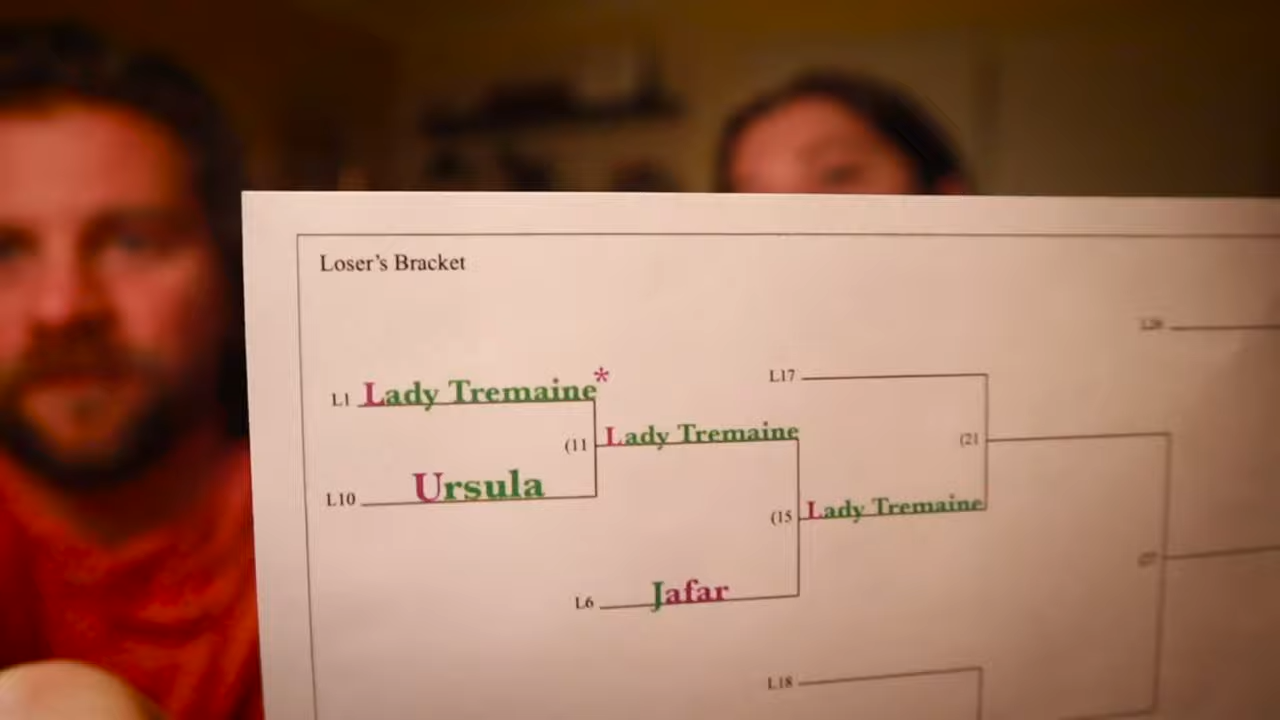 Loser's Bracket
L1 Lady Tremaine*
L17
(11 Lady Tremaine
(21
L10 Ursula
(15 Lady Tremaine
L6 Jafar
L18